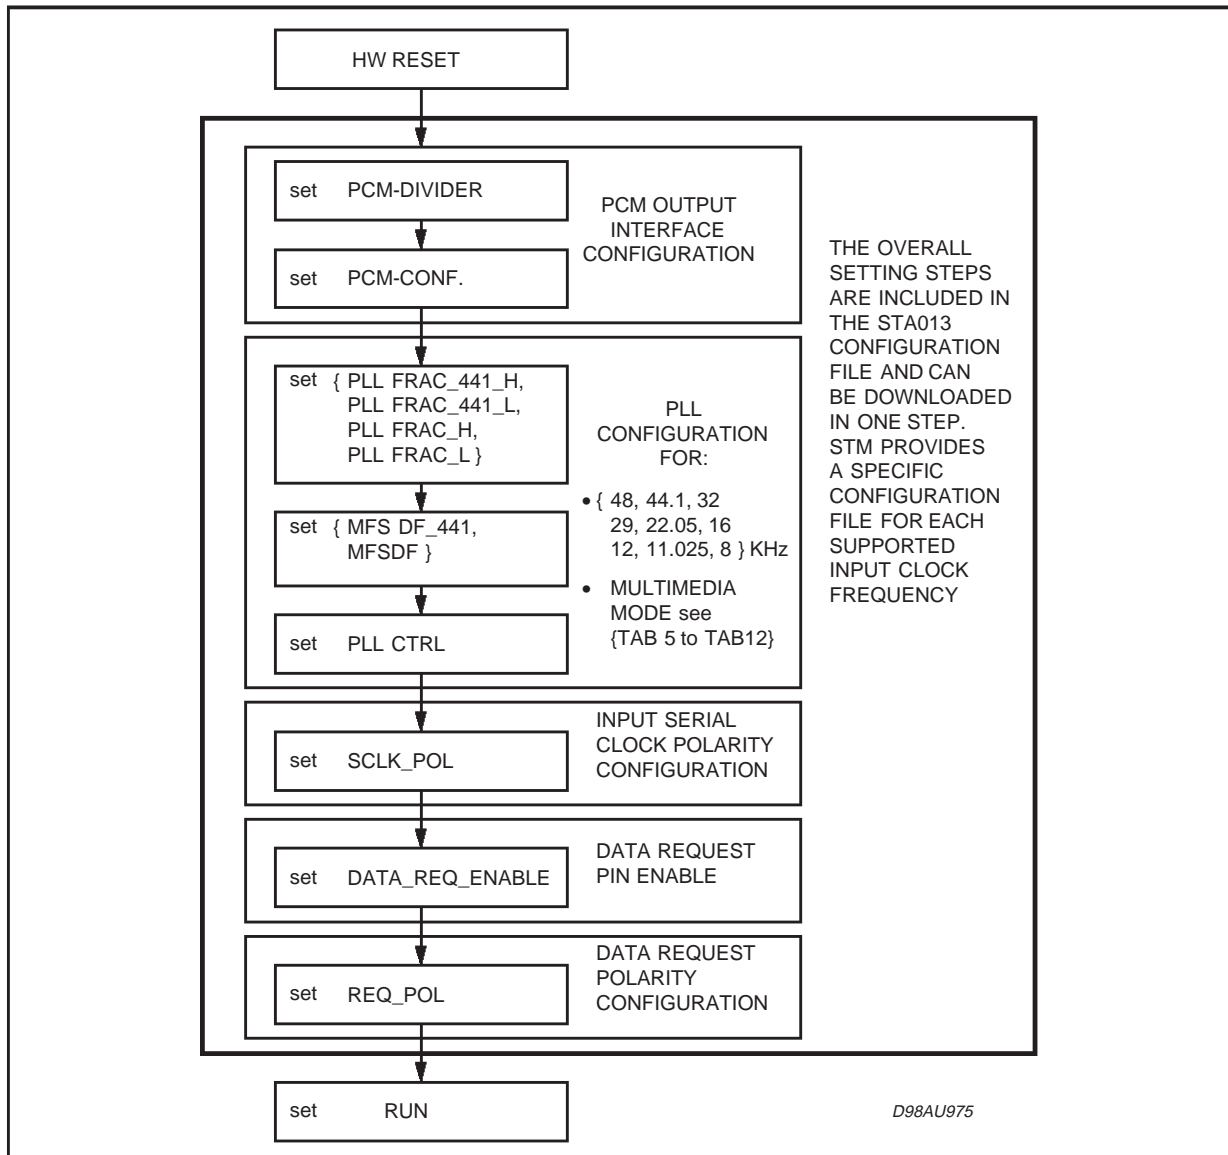 HW RESET
set PCM-DIVIDER
set PCM-CONF.
PCM OUTPUT
INTERFACE
CONFIGURATION
set { PLL FRAC_441_H,
PLL FRAC_441_L,
PLL FRAC_H,
PLL FRAC_L }
set { MFS DF_441,
MFSDF }
set PLL CTRL
PLL
CONFIGURATION
FOR:
• { 48, 44.1, 32
29, 22.05, 16
12, 11.025, 8 } KHz
• MULTIMEDIA
MODE see
{TAB 5 to TAB12}
set SCLK_POL
INPUT SERIAL
CLOCK POLARITY
CONFIGURATION
set DATA_REQ_ENABLE
DATA REQUEST
PIN ENABLE
set REQ_POL
DATA REQUEST
POLARITY
CONFIGURATION
THE OVERALL
SETTING STEPS
ARE INCLUDED IN
THE STA013
CONFIGURATION
FILE AND CAN
BE DOWNLOADED
IN ONE STEP.
STM PROVIDES
A SPECIFIC
CONFIGURATION
FILE FOR EACH
SUPPORTED
INPUT CLOCK
FREQUENCY
set RUN
D98AU975